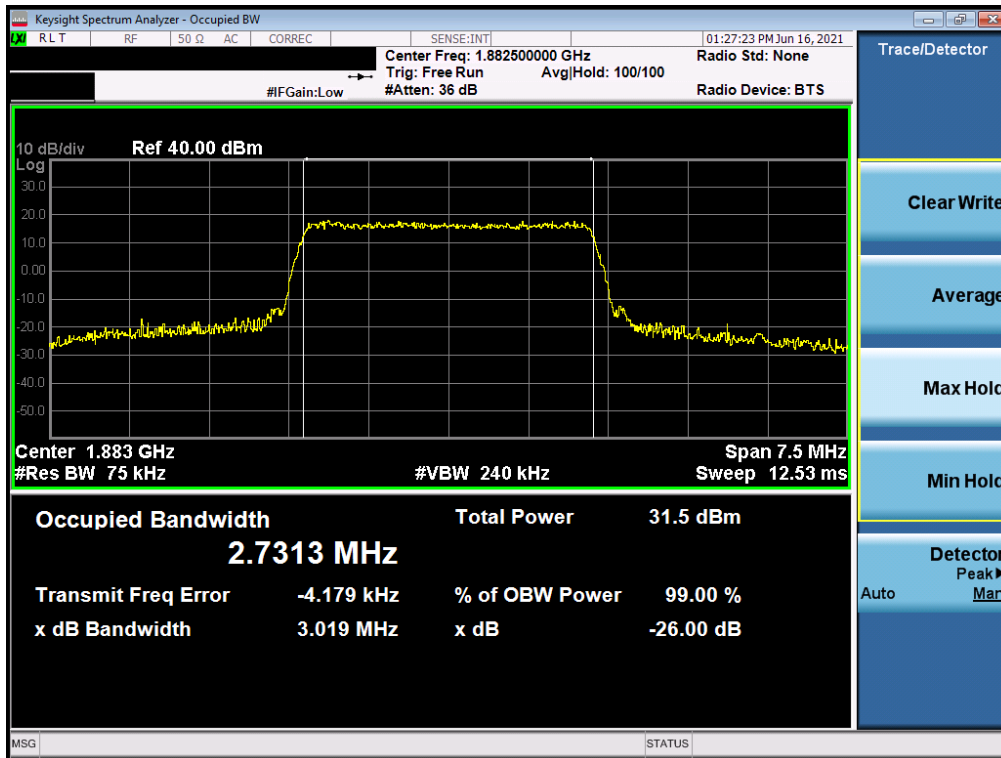 Keysight Spectrum Analyzer - Occupied BW
LXI RLT RF 50 Ω AC CORREC SENSE:INT 01:27:23 PM Jun 16, 2021
Center Freq: 1.882500000 GHz Radio Std: None
Trig: Free Run Avg|Hold: 100/100
#IFGain:Low #Atten: 36 dB Radio Device: BTS
10 dB/div Ref 40.00 dBm
Log
30.0
20.0
10.0
0.00
-10.0
-20.0
-30.0
-40.0
-50.0
Center 1.883 GHz Span 7.5 MHz
#Res BW 75 kHz #VBW 240 kHz Sweep 12.53 ms
Occupied Bandwidth Total Power 31.5 dBm
2.7313 MHz
Transmit Freq Error -4.179 kHz % of OBW Power 99.00 %
x dB Bandwidth 3.019 MHz x dB -26.00 dB
MSG STATUS
Trace/Detector
Clear Write
Average
Max Hold
Min Hold
Detector
Peak
Auto Man